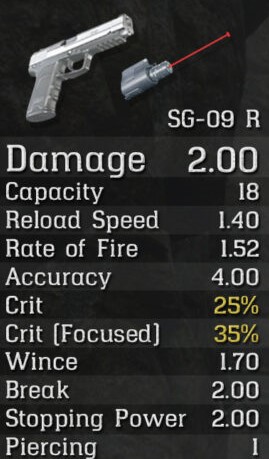 SG-09 R
Damage 2.00
Capacity 18
Reload Speed 1.40
Rate of Fire 1.52
Accuracy 4.00
Crit 25%
Crit (Focused) 35%
Wince 1.70
Break 2.00
Stopping Power 2.00
Piercing 1